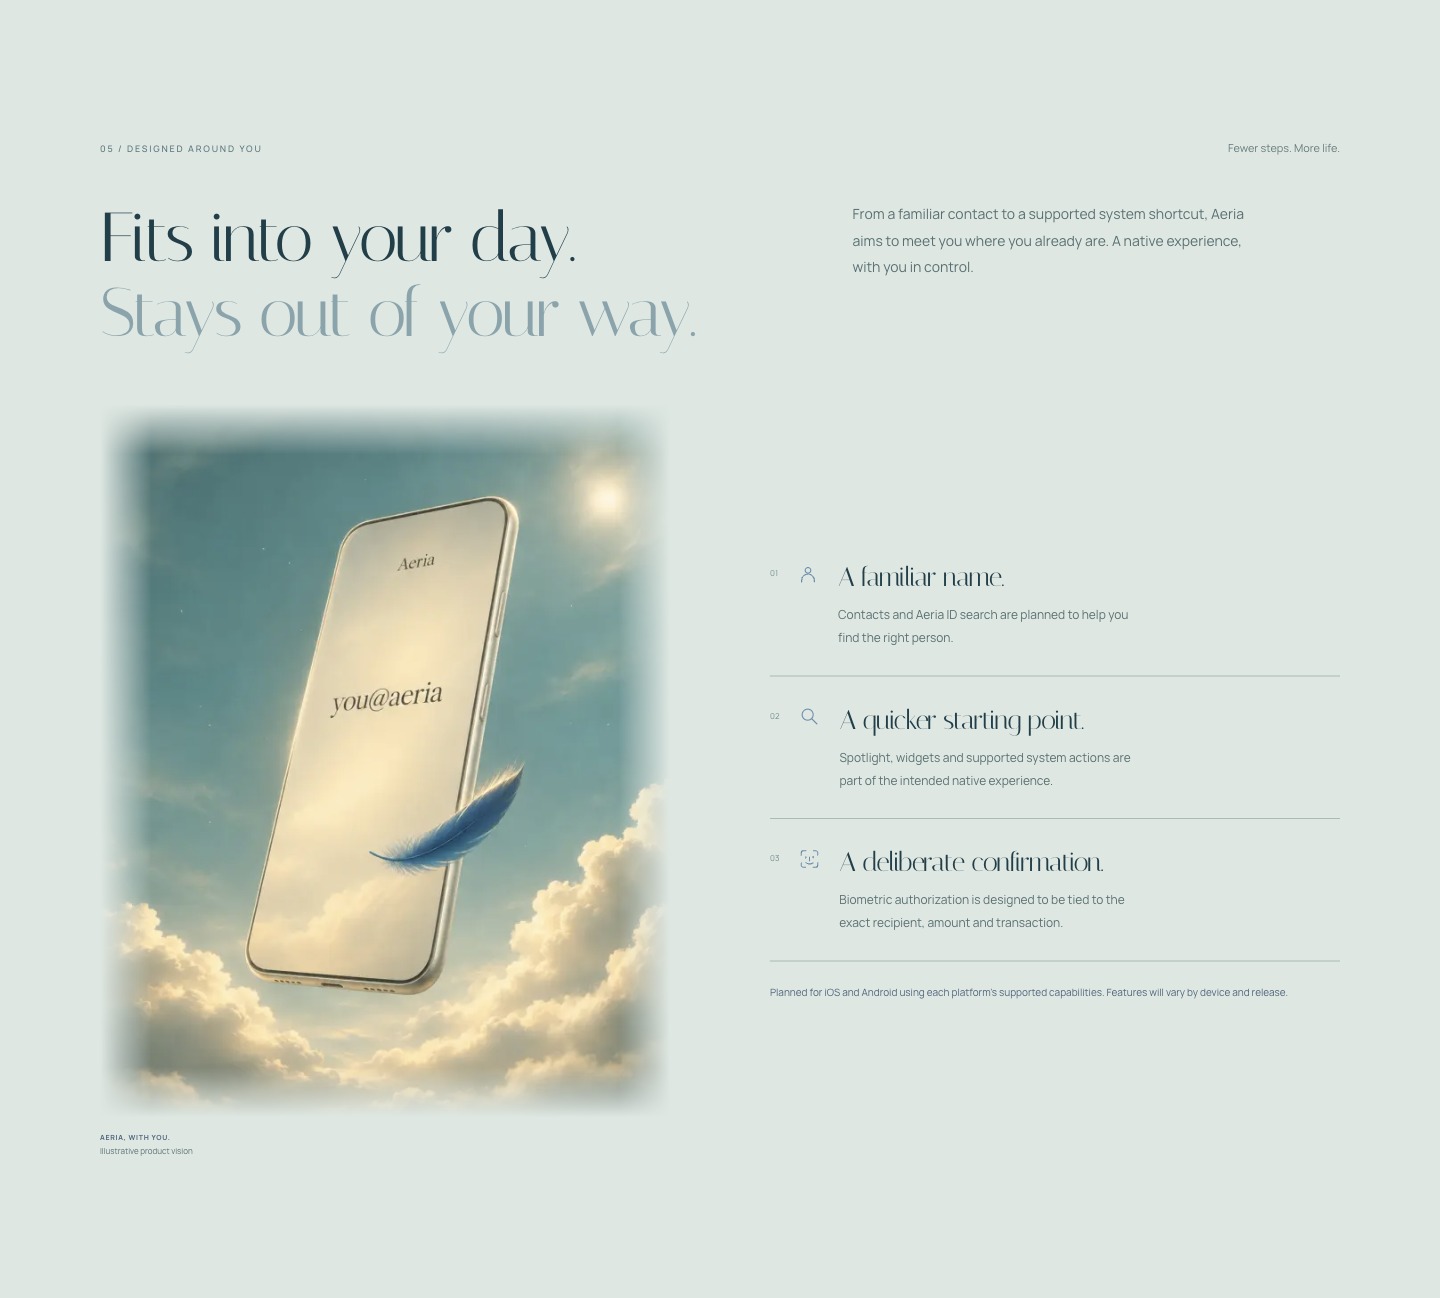 05 / DESIGNED AROUND YOU
Fewer steps. More life.
Fits into your day.
Stays out of your way.
From a familiar contact to a supported system shortcut, Aeria
aims to meet you where you already are. A native experience,
with you in control.
Aeria
you@aeria
01
A familiar name.
Contacts and Aeria ID search are planned to help you
find the right person.
02
A quicker starting point.
Spotlight, widgets and supported system actions are
part of the intended native experience.
03
A deliberate confirmation.
Biometric authorization is designed to be tied to the
exact recipient, amount and transaction.
Planned for iOS and Android using each platform's supported capabilities. Features will vary by device and release.
AERIA, WITH YOU.
Illustrative product vision